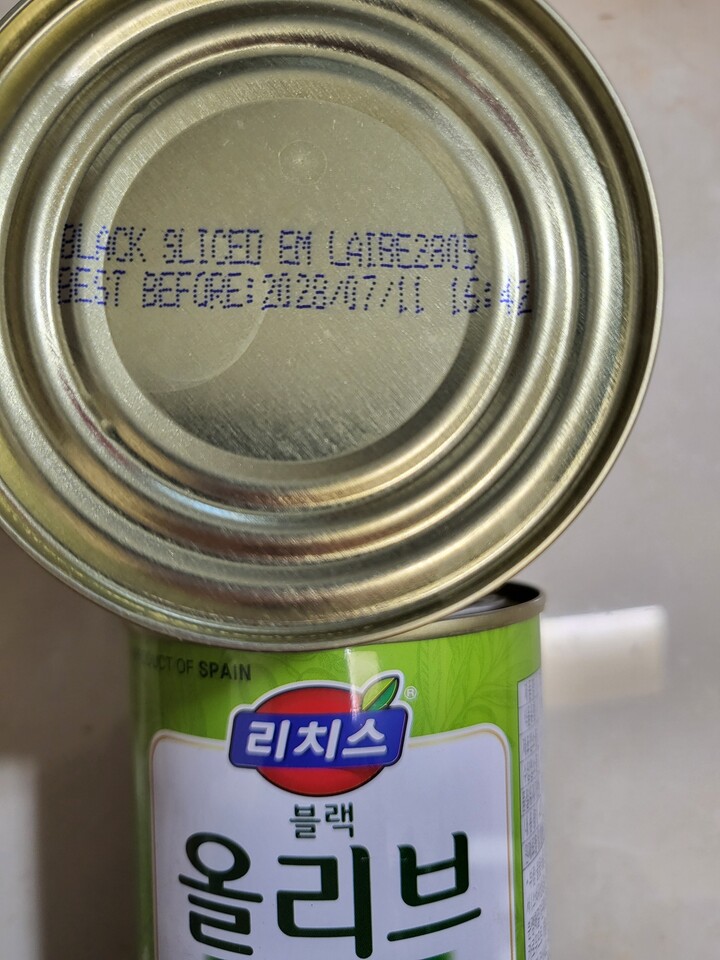 BLACK SLICED EM LAIBE2805
BEST BEFORE:2028/07/11 16:42
PRODUCT OF SPAIN
리치스
®
블랙
올리브